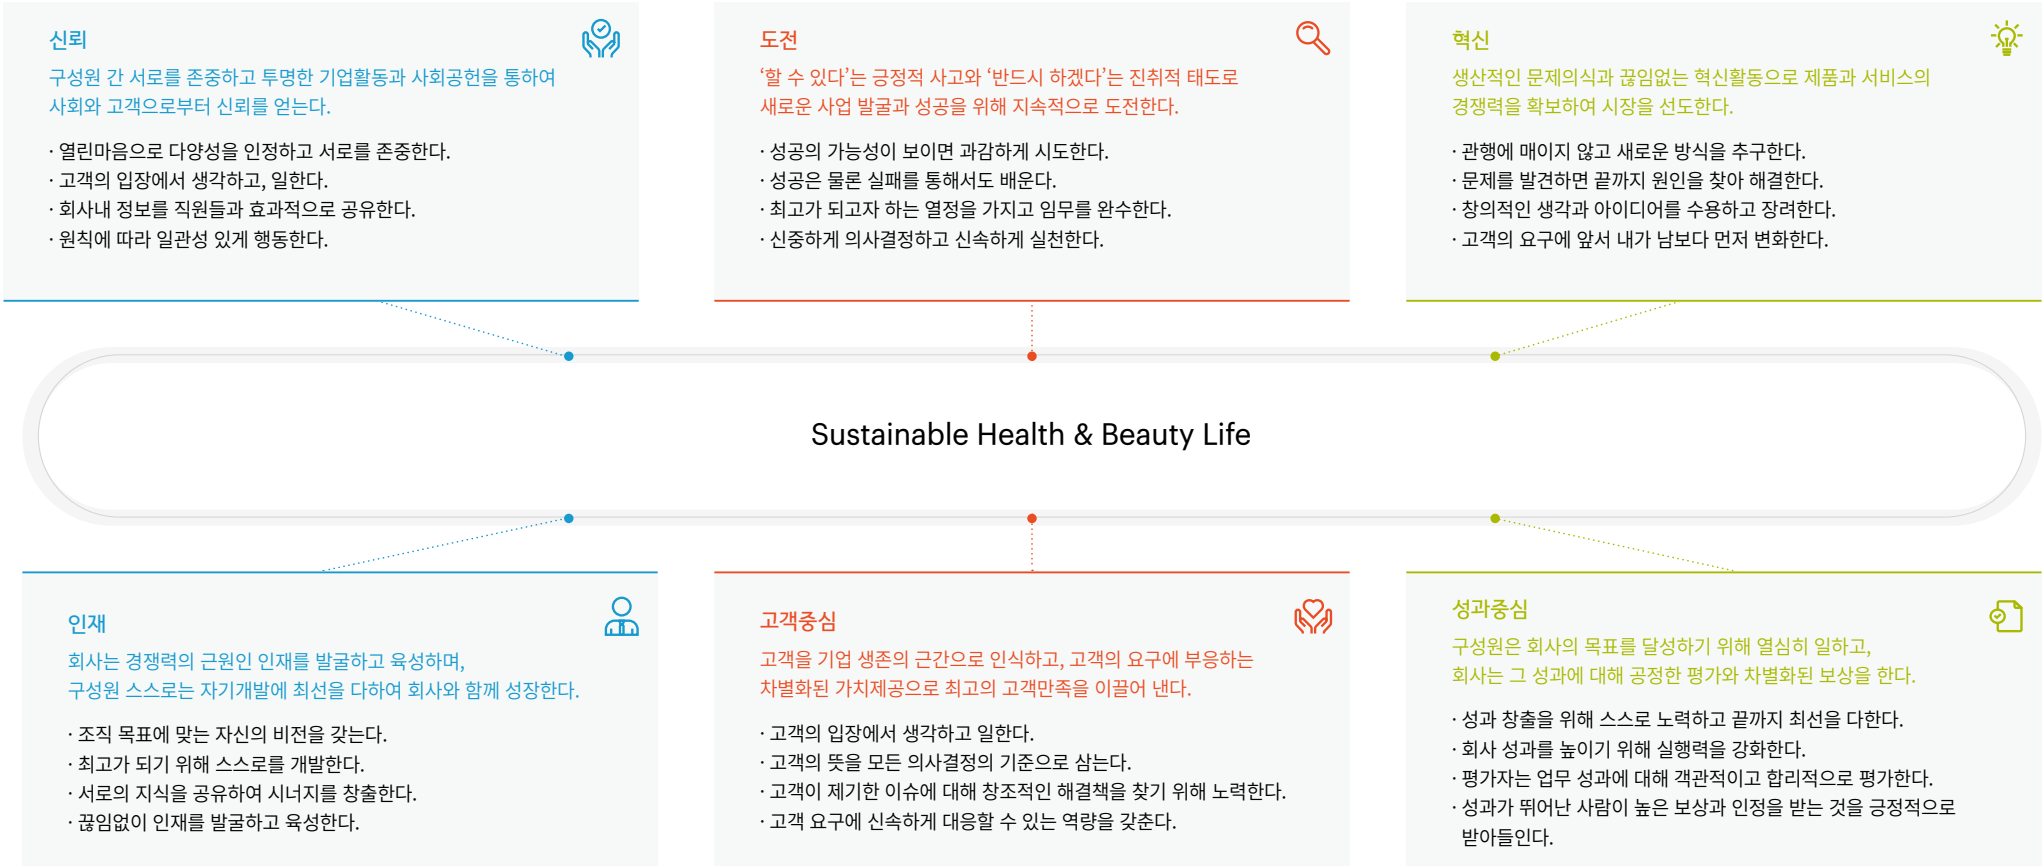 신뢰
구성원 간 서로를 존중하고 투명한 기업활동과 사회공헌을 통하여
사회와 고객으로부터 신뢰를 얻는다.
· 열린마음으로 다양성을 인정하고 서로를 존중한다.
· 고객의 입장에서 생각하고, 일한다.
· 회사내 정보를 직원들과 효과적으로 공유한다.
· 원칙에 따라 일관성 있게 행동한다.
도전
‘할 수 있다’는 긍정적 사고와 ‘반드시 하겠다’는 진취적 태도로
새로운 사업 발굴과 성공을 위해 지속적으로 도전한다.
· 성공의 가능성이 보이면 과감하게 시도한다.
· 성공은 물론 실패를 통해서도 배운다.
· 최고가 되고자 하는 열정을 가지고 임무를 완수한다.
· 신중하게 의사결정하고 신속하게 실천한다.
혁신
생산적인 문제의식과 끊임없는 혁신활동으로 제품과 서비스의
경쟁력을 확보하여 시장을 선도한다.
· 관행에 매이지 않고 새로운 방식을 추구한다.
· 문제를 발견하면 끝까지 원인을 찾아 해결한다.
· 창의적인 생각과 아이디어를 수용하고 장려한다.
· 고객의 요구에 앞서 내가 남보다 먼저 변화한다.
Sustainable Health & Beauty Life
인재
회사는 경쟁력의 근원인 인재를 발굴하고 육성하며,
구성원 스스로는 자기개발에 최선을 다하여 회사와 함께 성장한다.
· 조직 목표에 맞는 자신의 비전을 갖는다.
· 최고가 되기 위해 스스로를 개발한다.
· 서로의 지식을 공유하여 시너지를 창출한다.
· 끊임없이 인재를 발굴하고 육성한다.
고객중심
고객을 기업 생존의 근간으로 인식하고, 고객의 요구에 부응하는
차별화된 가치제공으로 최고의 고객만족을 이끌어 낸다.
· 고객의 입장에서 생각하고 일한다.
· 고객의 뜻을 모든 의사결정의 기준으로 삼는다.
· 고객이 제기한 이슈에 대해 창조적인 해결책을 찾기 위해 노력한다.
· 고객 요구에 신속하게 대응할 수 있는 역량을 갖춘다.
성과중심
구성원은 회사의 목표를 달성하기 위해 열심히 일하고,
회사는 그 성과에 대해 공정한 평가와 차별화된 보상을 한다.
· 성과 창출을 위해 스스로 노력하고 끝까지 최선을 다한다.
· 회사 성과를 높이기 위해 실행력을 강화한다.
· 평가자는 업무 성과에 대해 객관적이고 합리적으로 평가한다.
· 성과가 뛰어난 사람이 높은 보상과 인정을 받는 것을 긍정적으로
받아들인다.